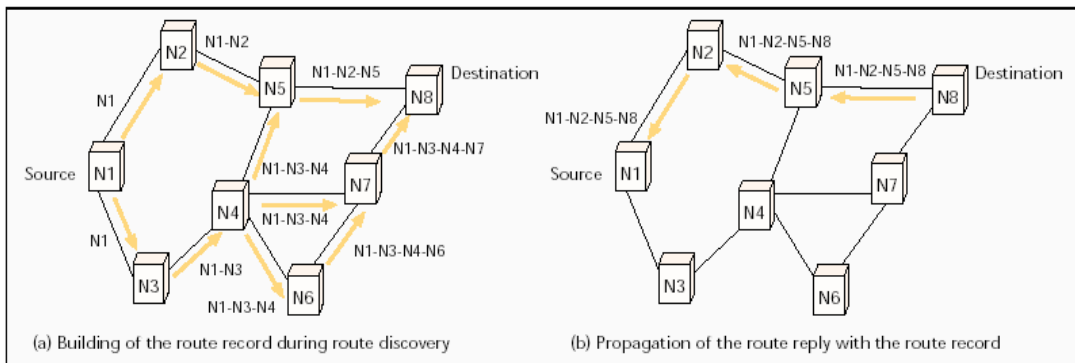 N2
N1-N2
N5
N1-N2-N5
Destination
N8
N1
N1-N3-N4-N7
Source
N1
N1-N3-N4
N7
N4
N1-N3-N4
N1
N1-N3-N4-N6
N3
N1-N3
N6
N1-N3-N4
(a) Building of the route record during route discovery
N2
N1-N2-N5-N8
N5
N1-N2-N5-N8
Destination
N8
N1-N2-N5-N8
Source
N1
N7
N4
N3
N6
(b) Propagation of the route reply with the route record